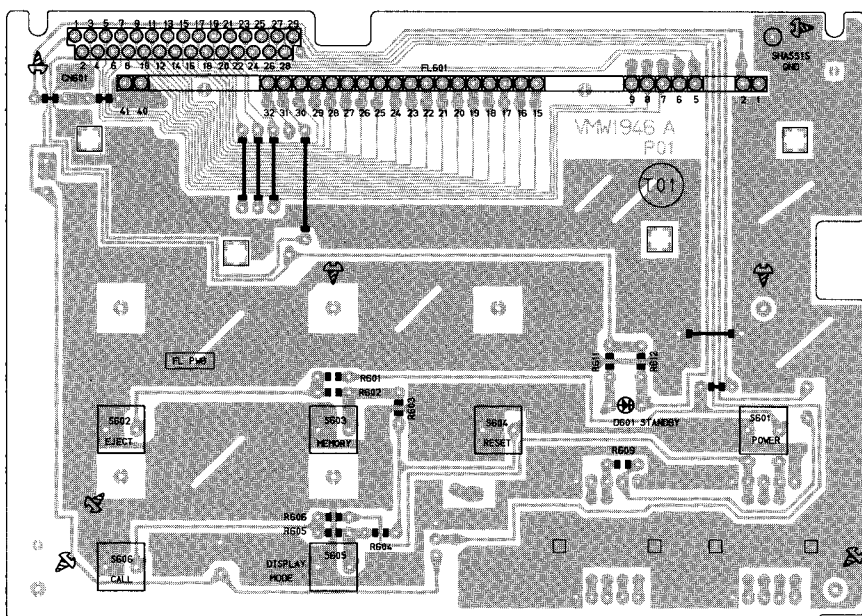 1 3 5 7 9 11 13 15 17 19 21 23 25 27 29
2 4 6 8 10 12 14 16 18 20 22 24 26 28
CN601
FL601
SHASSIS
GND
41 40
32 31 30 29 28 27 26 25 24 23 22 21 20 19 18 17 16 15
9 8 7 6 5
2 1
VMW1946 A
P01
T01
FL PWB
R601
R602
R603
R611
R612
S602
EJECT
S603
MEMORY
S604
RESET
D601 STANDBY
S601
POWER
R609
R606
R605
R604
S606
CALL
DISPLAY
MODE
S605